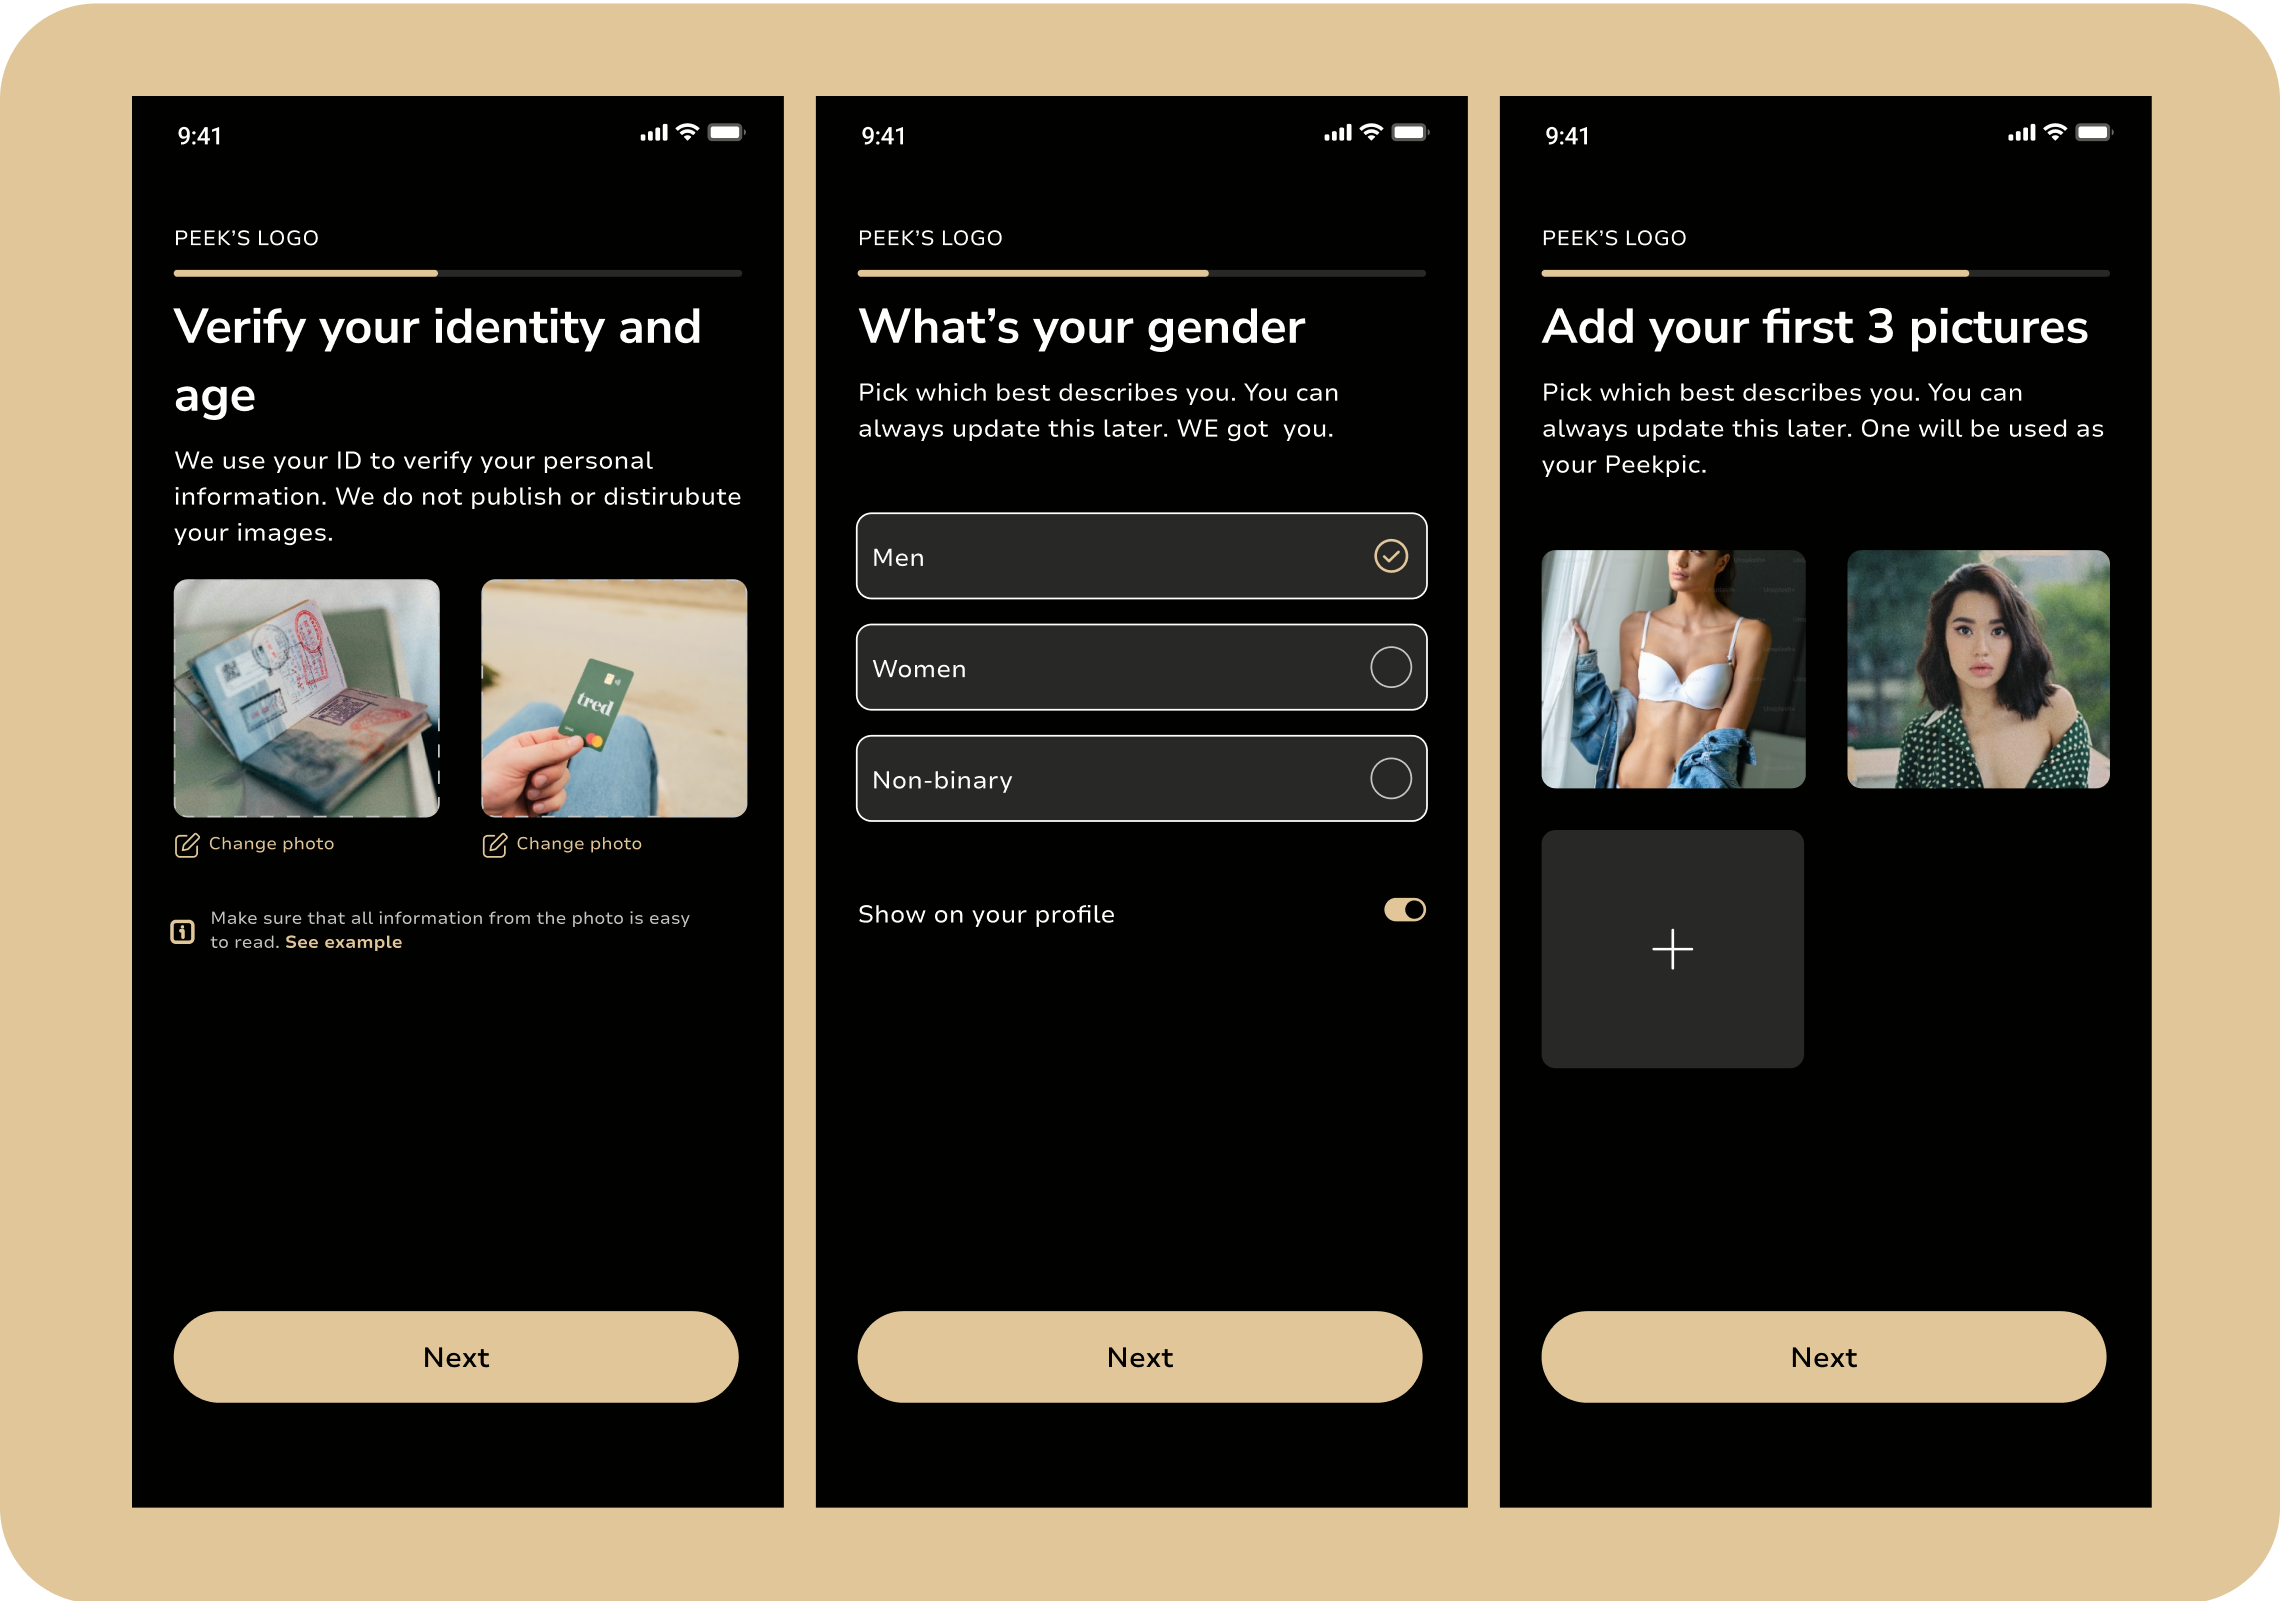 9:41
PEEK'S LOGO
Verify your identity and
age
We use your ID to verify your personal
information. We do not publish or distirubute
your images.
tred
Change photo
Change photo
Make sure that all information from the photo is easy
to read. See example
Next
9:41
PEEK'S LOGO
What's your gender
Pick which best describes you. You can
always update this later. WE got  you.
Men
Women
Non-binary
Show on your profile
Next
9:41
PEEK'S LOGO
Add your first 3 pictures
Pick which best describes you. You can
always update this later. One will be used as
your Peekpic.
Next